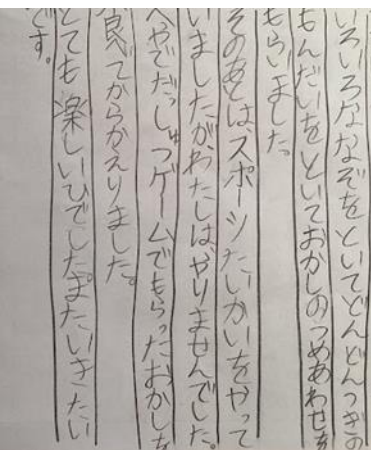 いろいろななぞをといてどんどんつぎの
もんだいをといておかしのつめあわせを
もらいました。
そのあとは、スポーツたいかいをやって
いましたが、わたしは、やりませんでした。
へやでだっしゅつゲームでもらったおかしを
食べてからかえりました。
とても楽しいひでした。またいきたい
です。